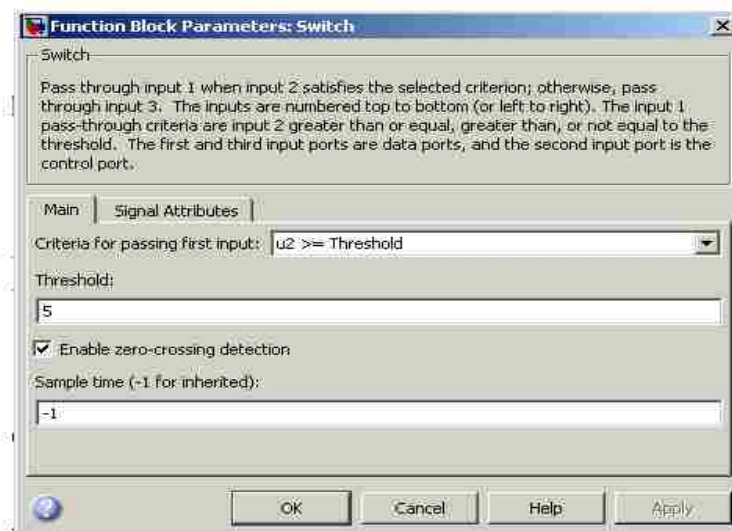 Function Block Parameters: Switch
Switch
Pass through input 1 when input 2 satisfies the selected criterion; otherwise, pass
through input 3. The inputs are numbered top to bottom (or left to right). The input 1
pass-through criteria are input 2 greater than or equal, greater than, or not equal to the
threshold. The first and third input ports are data ports, and the second input port is the
control port.
Main Signal Attributes
Criteria for passing first input: u2 >= Threshold
Threshold:
5
Enable zero-crossing detection
Sample time (-1 for inherited):
-1
OK Cancel Help Apply